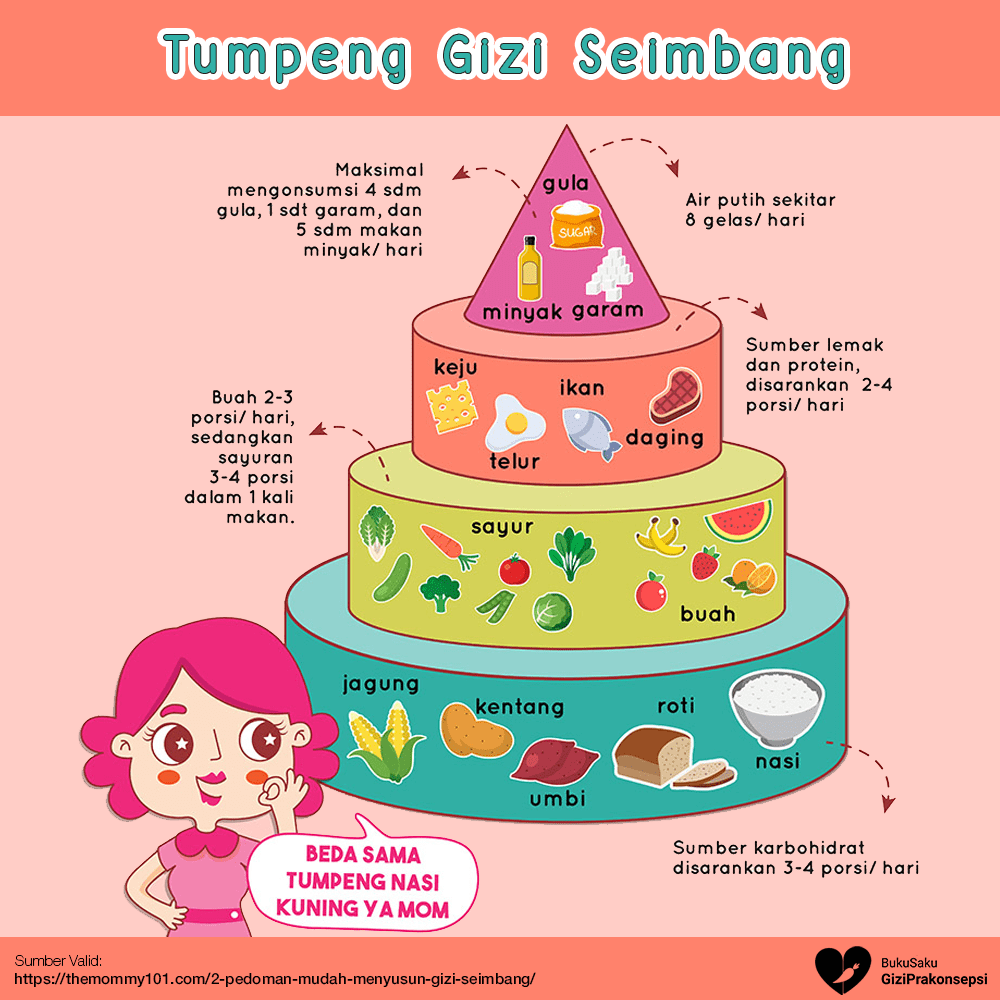 Tumpeng Gizi Seimbang
Maksimal
mengonsumsi 4 sdm
gula, 1 sdt garam, dan
5 sdm makan
minyak/ hari
gula
SUGAR
minyak garam
Air putih sekitar
8 gelas/ hari
keju
ikan
telur
daging
Sumber lemak
dan protein,
disarankan 2-4
porsi/ hari
Buah 2-3
porsi/ hari,
sedangkan
sayuran
3-4 porsi
dalam 1 kali
makan.
sayur
buah
jagung
kentang
roti
umbi
nasi
Sumber karbohidrat
disarankan 3-4 porsi/ hari
BEDA SAMA
TUMPENG NASI
KUNING YA MOM
Sumber Valid:
https://themommy101.com/2-pedoman-mudah-menyusun-gizi-seimbang/
BukuSaku
GiziPrakonsepsi